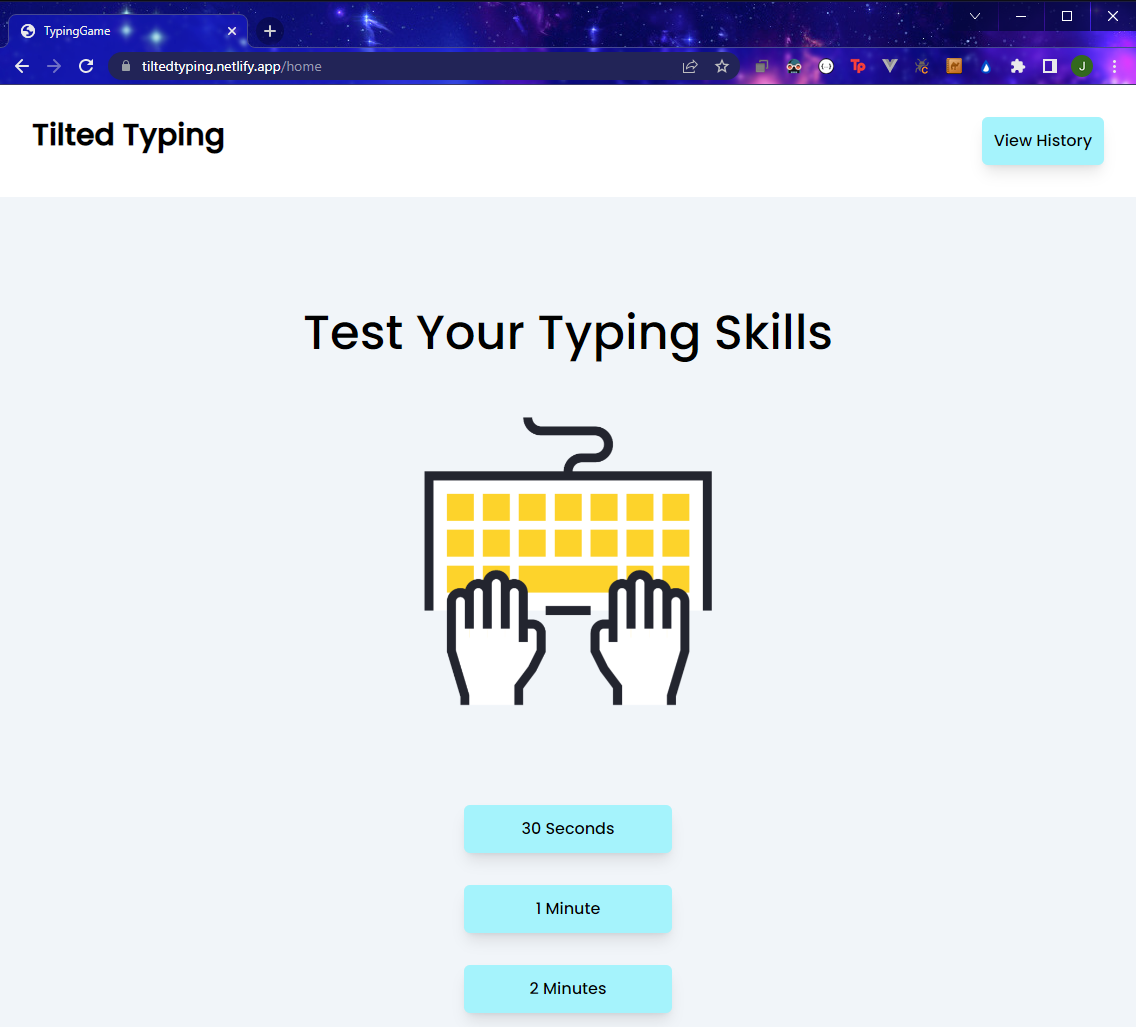 TypingGame
tiltedtyping.netlify.app/home
Tp
C
J
Tilted Typing
View History
Test Your Typing Skills
30 Seconds
1 Minute
2 Minutes